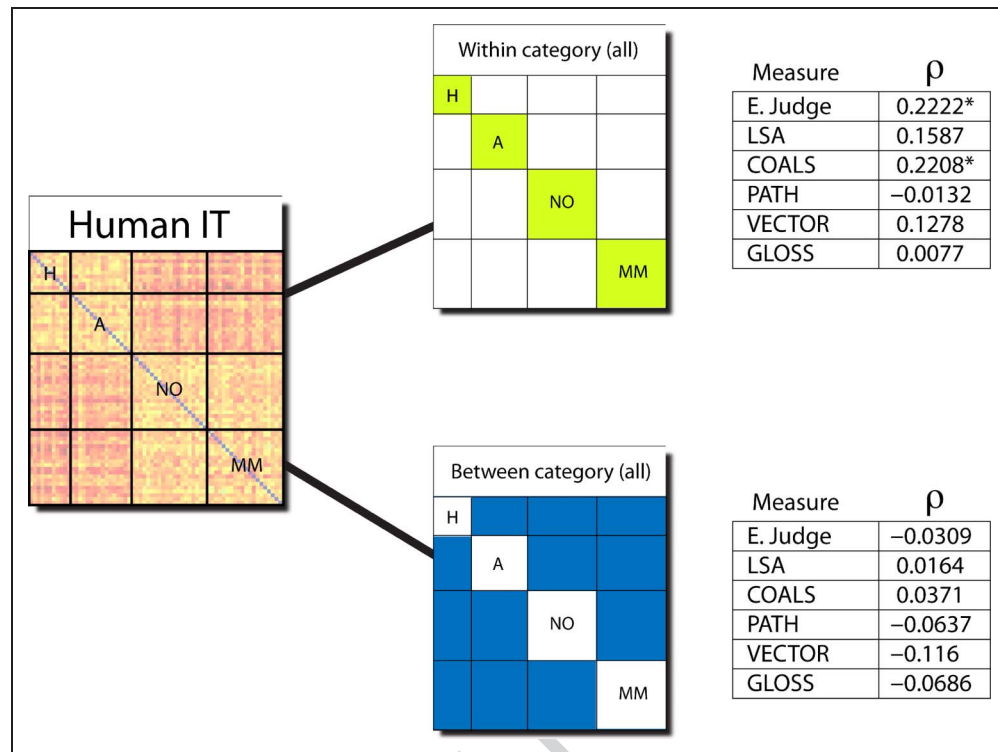 Human IT
H
A
NO
MM
Within category (all)
H
A
NO
MM
Measure ρ
E. Judge 0.2222*
LSA 0.1587
COALS 0.2208*
PATH −0.0132
VECTOR 0.1278
GLOSS 0.0077
Between category (all)
H
A
NO
MM
Measure ρ
E. Judge −0.0309
LSA 0.0164
COALS 0.0371
PATH −0.0637
VECTOR −0.116
GLOSS −0.0686